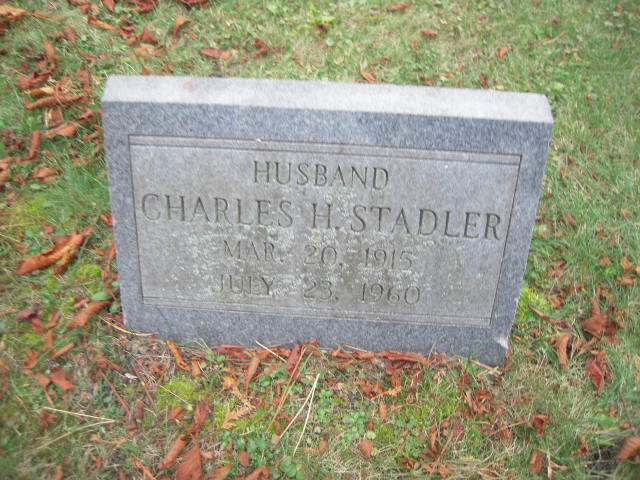 HUSBAND
CHARLES H. STADLER
MAR. 20, 1915
JULY 23, 1960